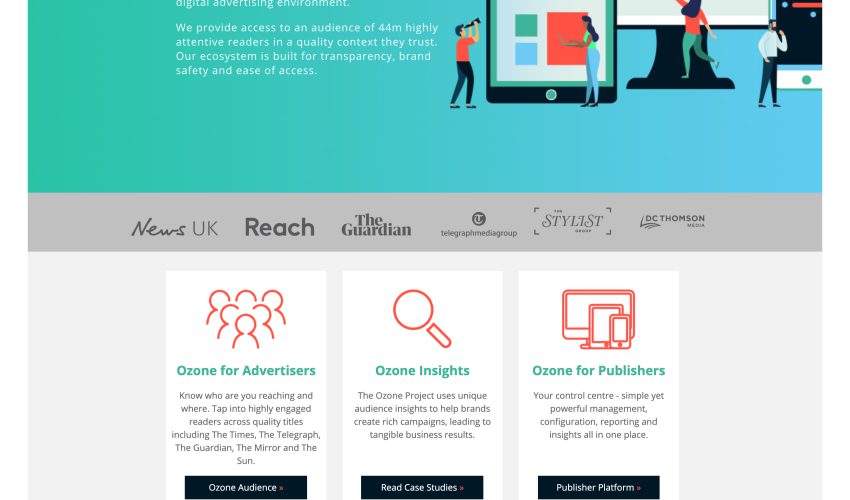 digital advertising environment.
We provide access to an audience of 44m highly
attentive readers in a quality context they trust.
Our ecosystem is built for transparency, brand
safety and ease of access.
News UK
Reach
The
Guardian
telegraphmediagroup
THE
STYLIST
GROUP
DC THOMSON
MEDIA
Ozone for Advertisers
Know who are you reaching and
where. Tap into highly engaged
readers across quality titles
including The Times, The Telegraph,
The Guardian, The Mirror and The
Sun.
Ozone Audience »
Ozone Insights
The Ozone Project uses unique
audience insights to help brands
create rich campaigns, leading to
tangible business results.
Read Case Studies »
Ozone for Publishers
Your control centre - simple yet
powerful management,
configuration, reporting and
insights all in one place.
Publisher Platform »